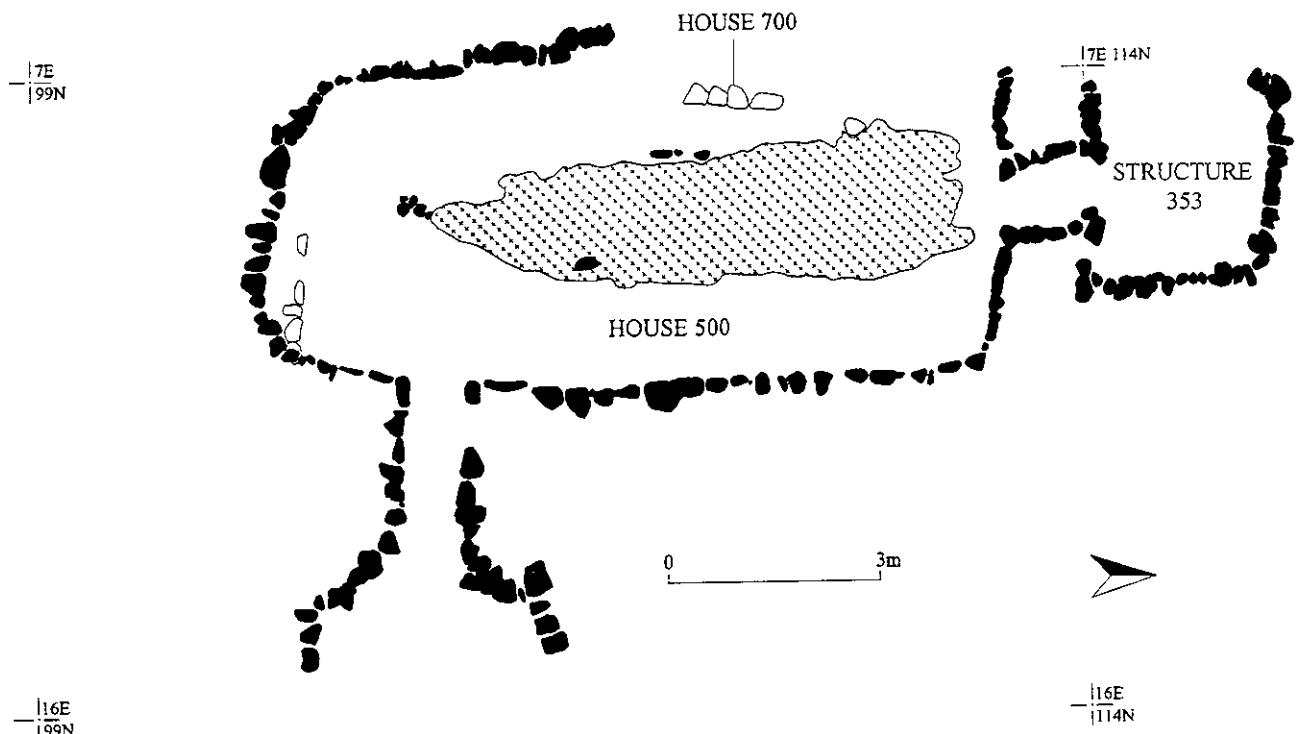 HOUSE 700
7E
99N
7E 114N
STRUCTURE
353
HOUSE 500
0 3m
16E
99N
16E
114N